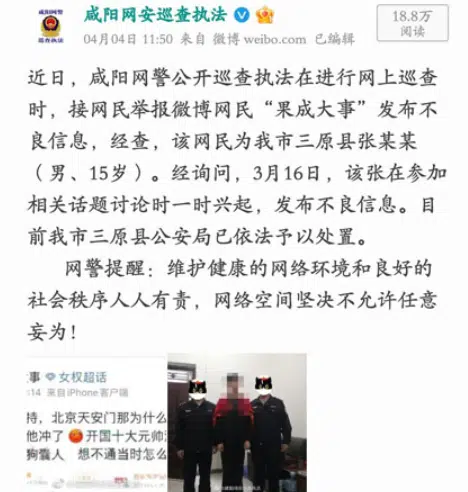 咸阳网安巡查执法
04月04日 11:50 来自 微博 weibo.com 已编辑
18.8万
阅读
近日，咸阳网警公开巡查执法在进行网上巡查
时，接网民举报微博网民“果成大事”发布不
良信息，经查，该网民为我市三原县张某某
（男、15岁）。经询问，3月16日，该张在参加
相关话题讨论时一时兴起，发布不良信息。目
前我市三原县公安局已依法予以处置。
网警提醒：维护健康的网络环境和良好的
社会秩序人人有责，网络空间坚决不允许任意
妄为！
事 女权超话
:14 来自iPhone客户端
持，北京天安门那为什么
他冲了 开国十大元帅
狗囊人 想不通当时怎么